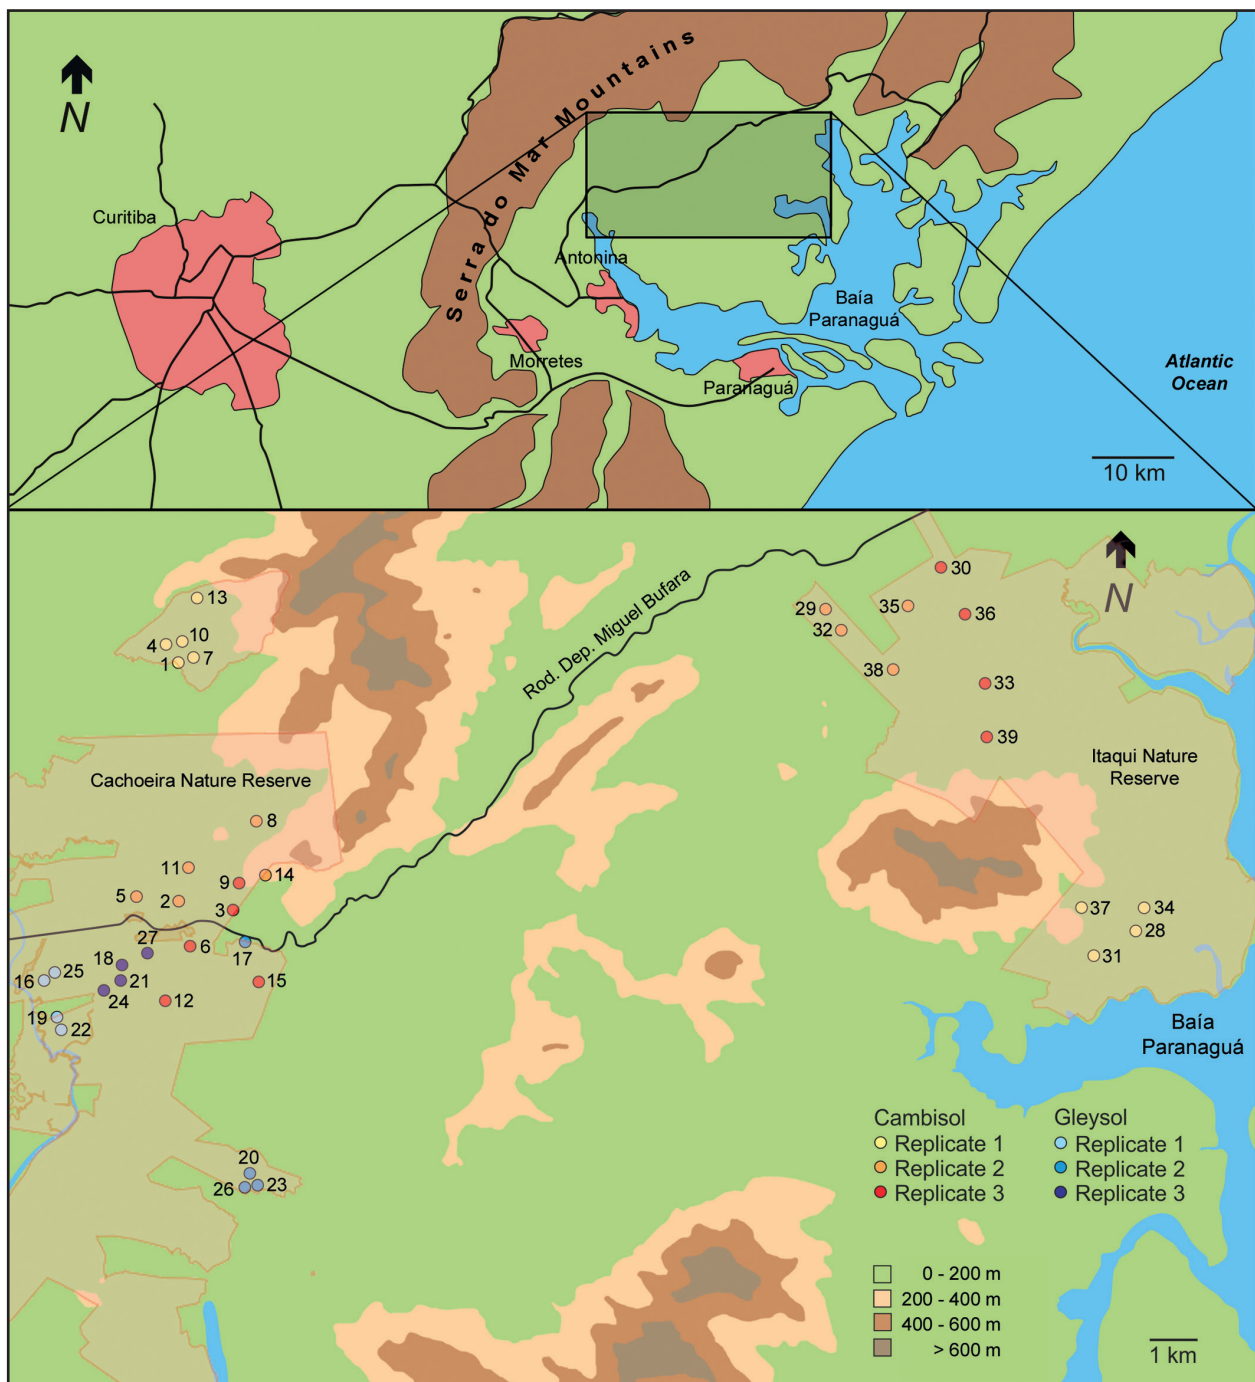 N
Curitiba
Serra do Mar Mountains
Antonina
Morretes
Paranaguá
Baía
Paranaguá
Atlantic
Ocean
10 km
N
Rod. Dep. Miguel Bufara
13
10
4
7
1
30
29
35
36
32
38
33
39
Cachoeira Nature Reserve
Itaqui Nature
Reserve
8
11
14
9
5
2
3
37
34
28
31
27
6
17
18
25
16
21
15
24
12
19
22
Baía
Paranaguá
20
26
23
Cambisol
Replicate 1
Replicate 2
Replicate 3
Gleysol
Replicate 1
Replicate 2
Replicate 3
0 - 200 m
200 - 400 m
400 - 600 m
> 600 m
1 km